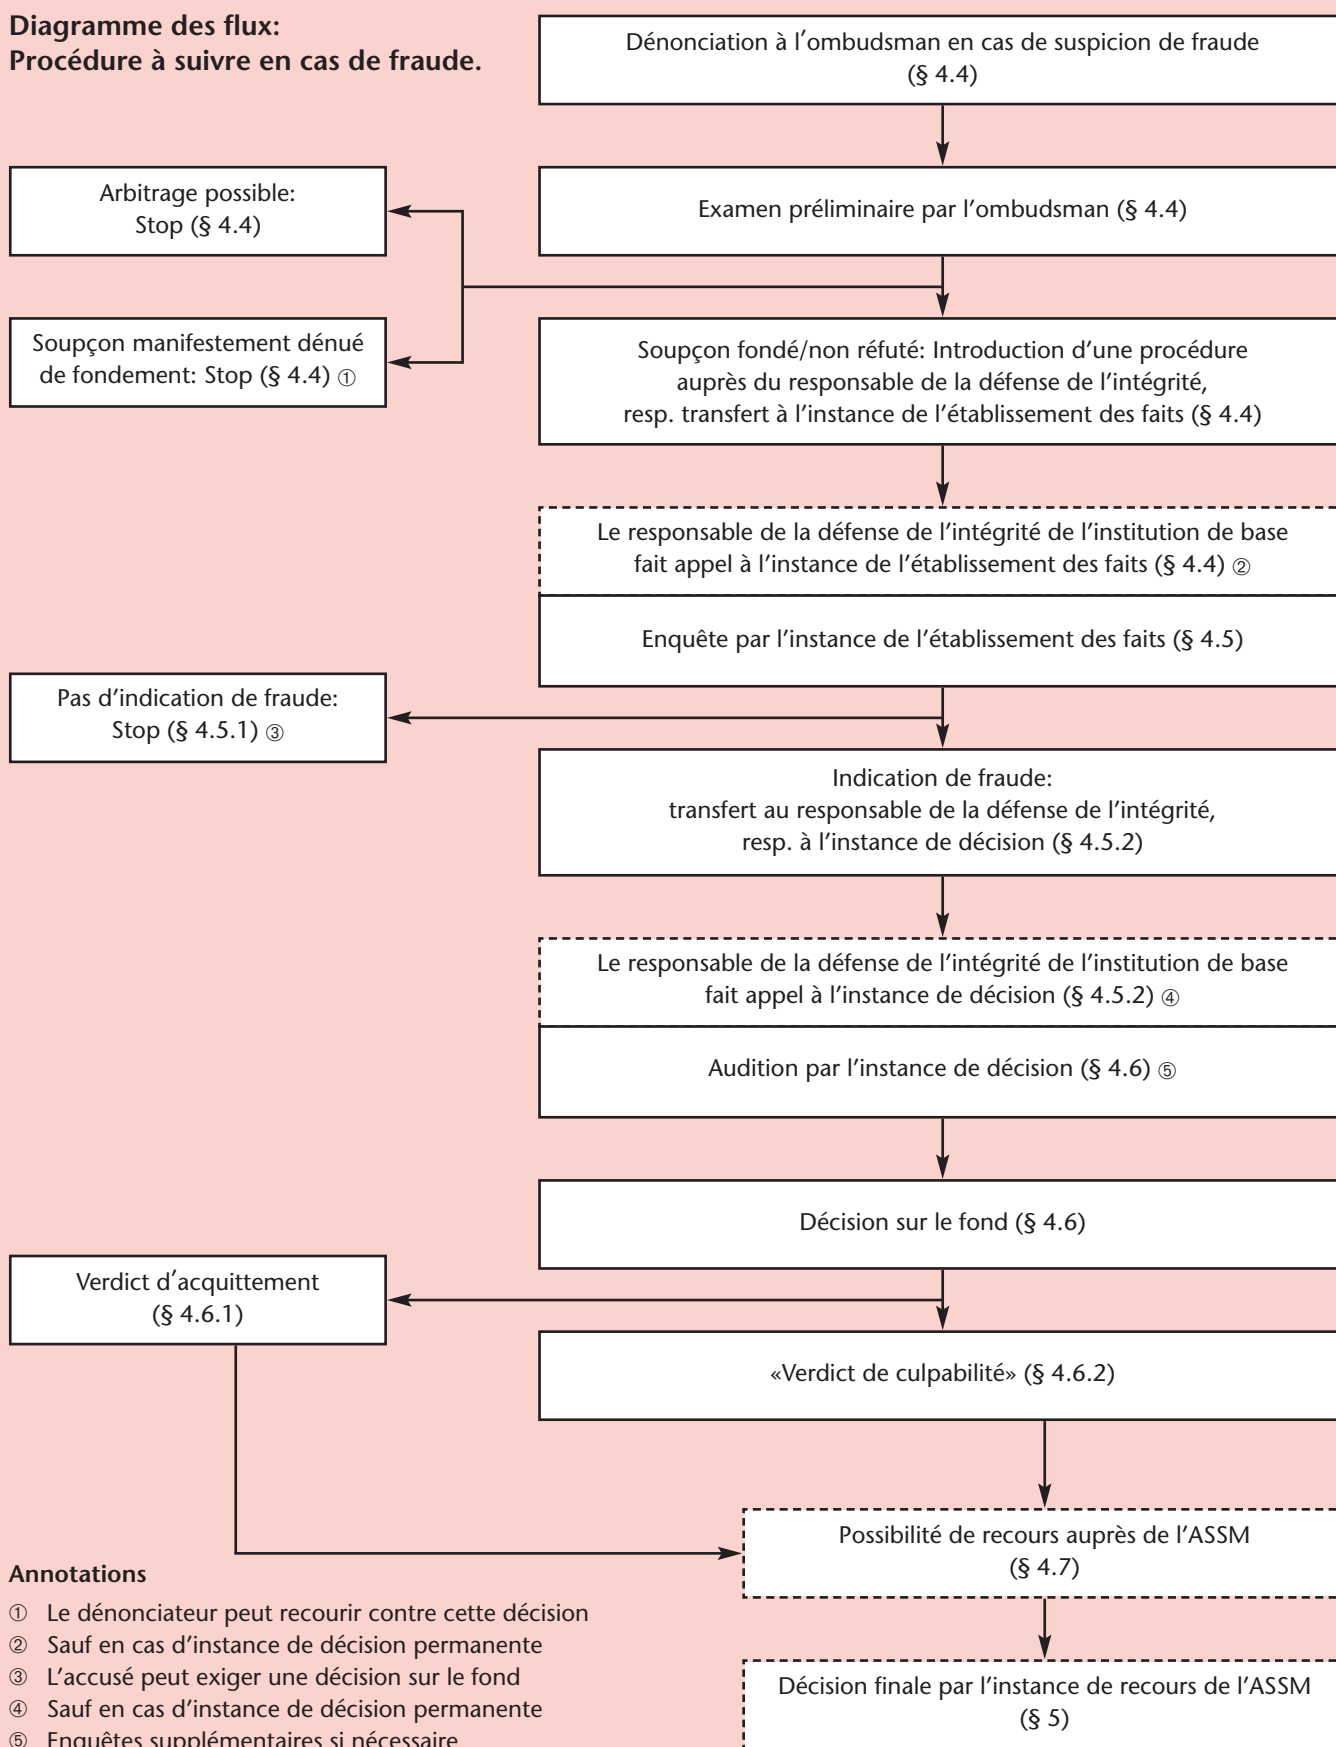 Diagramme des flux:
Procédure à suivre en cas de fraude.
Dénonciation à l'ombudsman en cas de suspicion de fraude
(§ 4.4)
Arbitrage possible:
Stop (§ 4.4)
Examen préliminaire par l'ombudsman (§ 4.4)
Soupçon manifestement dénué
de fondement: Stop (§ 4.4) ①
Soupçon fondé/non réfuté: Introduction d'une procédure
auprès du responsable de la défense de l'intégrité,
resp. transfert à l'instance de l'établissement des faits (§ 4.4)
Le responsable de la défense de l'intégrité de l'institution de base
fait appel à l'instance de l'établissement des faits (§ 4.4) ②
Enquête par l'instance de l'établissement des faits (§ 4.5)
Pas d'indication de fraude:
Stop (§ 4.5.1) ③
Indication de fraude:
transfert au responsable de la défense de l'intégrité,
resp. à l'instance de décision (§ 4.5.2)
Le responsable de la défense de l'intégrité de l'institution de base
fait appel à l'instance de décision (§ 4.5.2) ④
Audition par l'instance de décision (§ 4.6) ⑤
Décision sur le fond (§ 4.6)
Verdict d'acquittement
(§ 4.6.1)
«Verdict de culpabilité» (§ 4.6.2)
Possibilité de recours auprès de l'ASSM
(§ 4.7)
Décision finale par l'instance de recours de l'ASSM
(§ 5)
Annotations
① Le dénonciateur peut recourir contre cette décision
② Sauf en cas d'instance de décision permanente
③ L'accusé peut exiger une décision sur le fond
④ Sauf en cas d'instance de décision permanente
⑤ Enquêtes supplémentaires si nécessaire